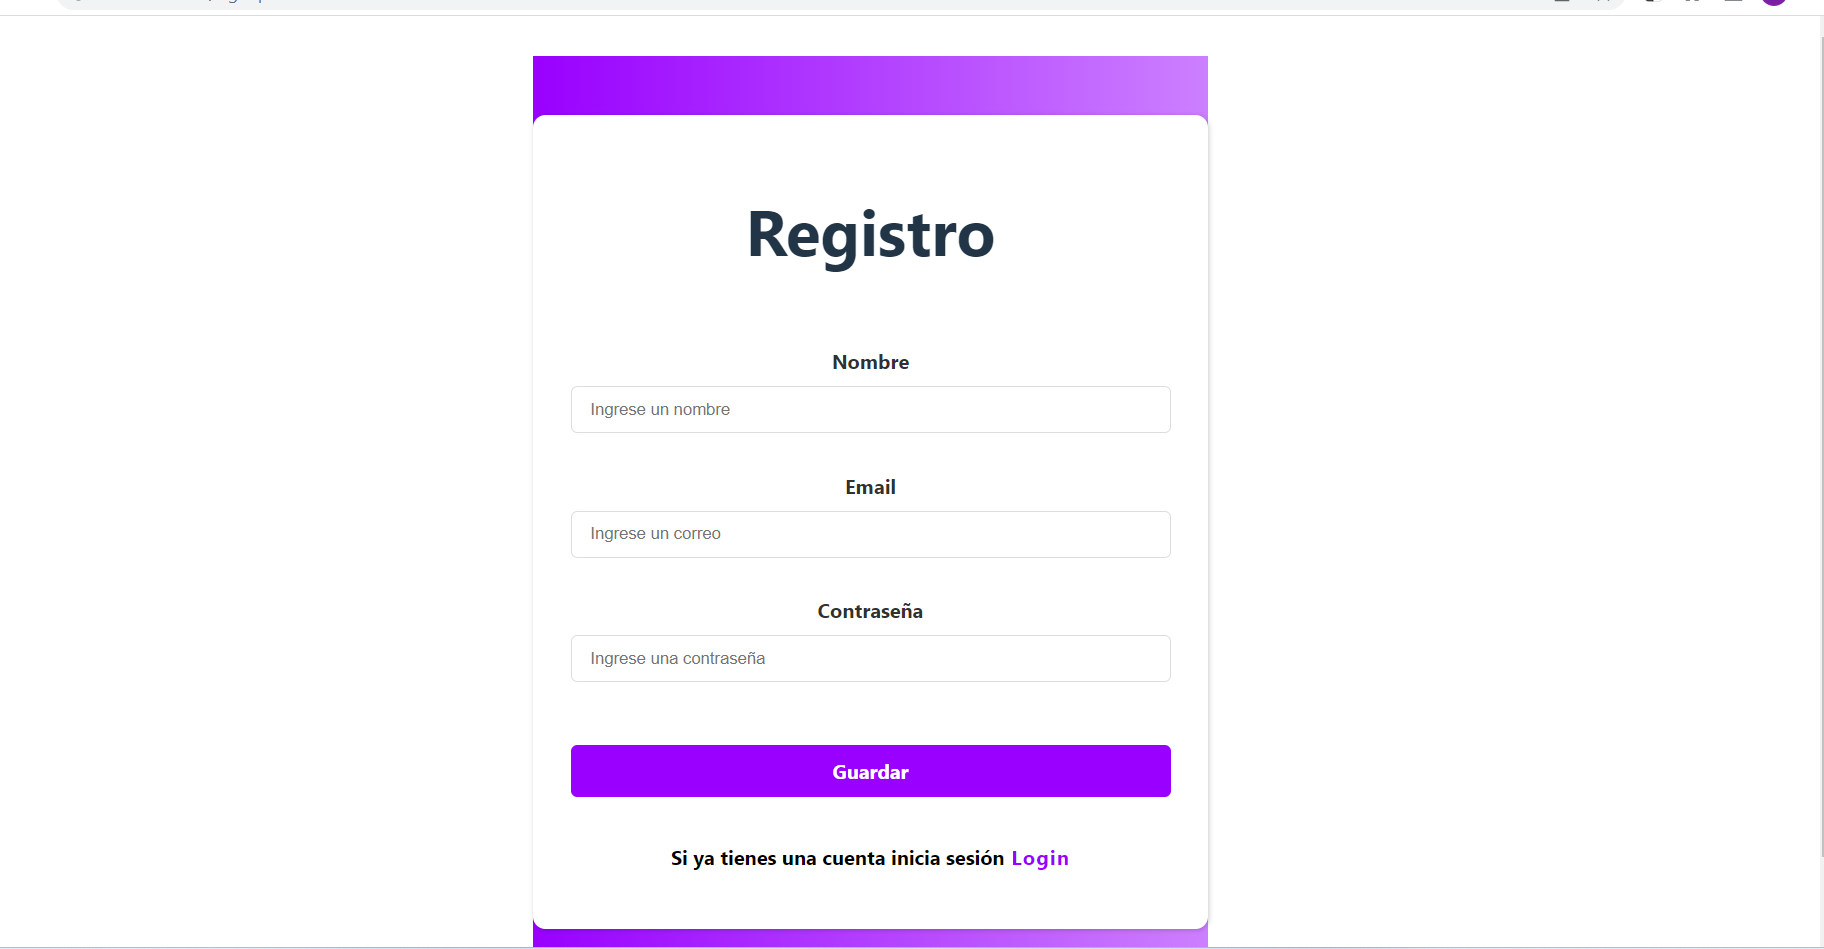 Registro
Nombre
Ingrese un nombre
Email
Ingrese un correo
Contraseña
Ingrese una contraseña
Guardar
Si ya tienes una cuenta inicia sesión Login